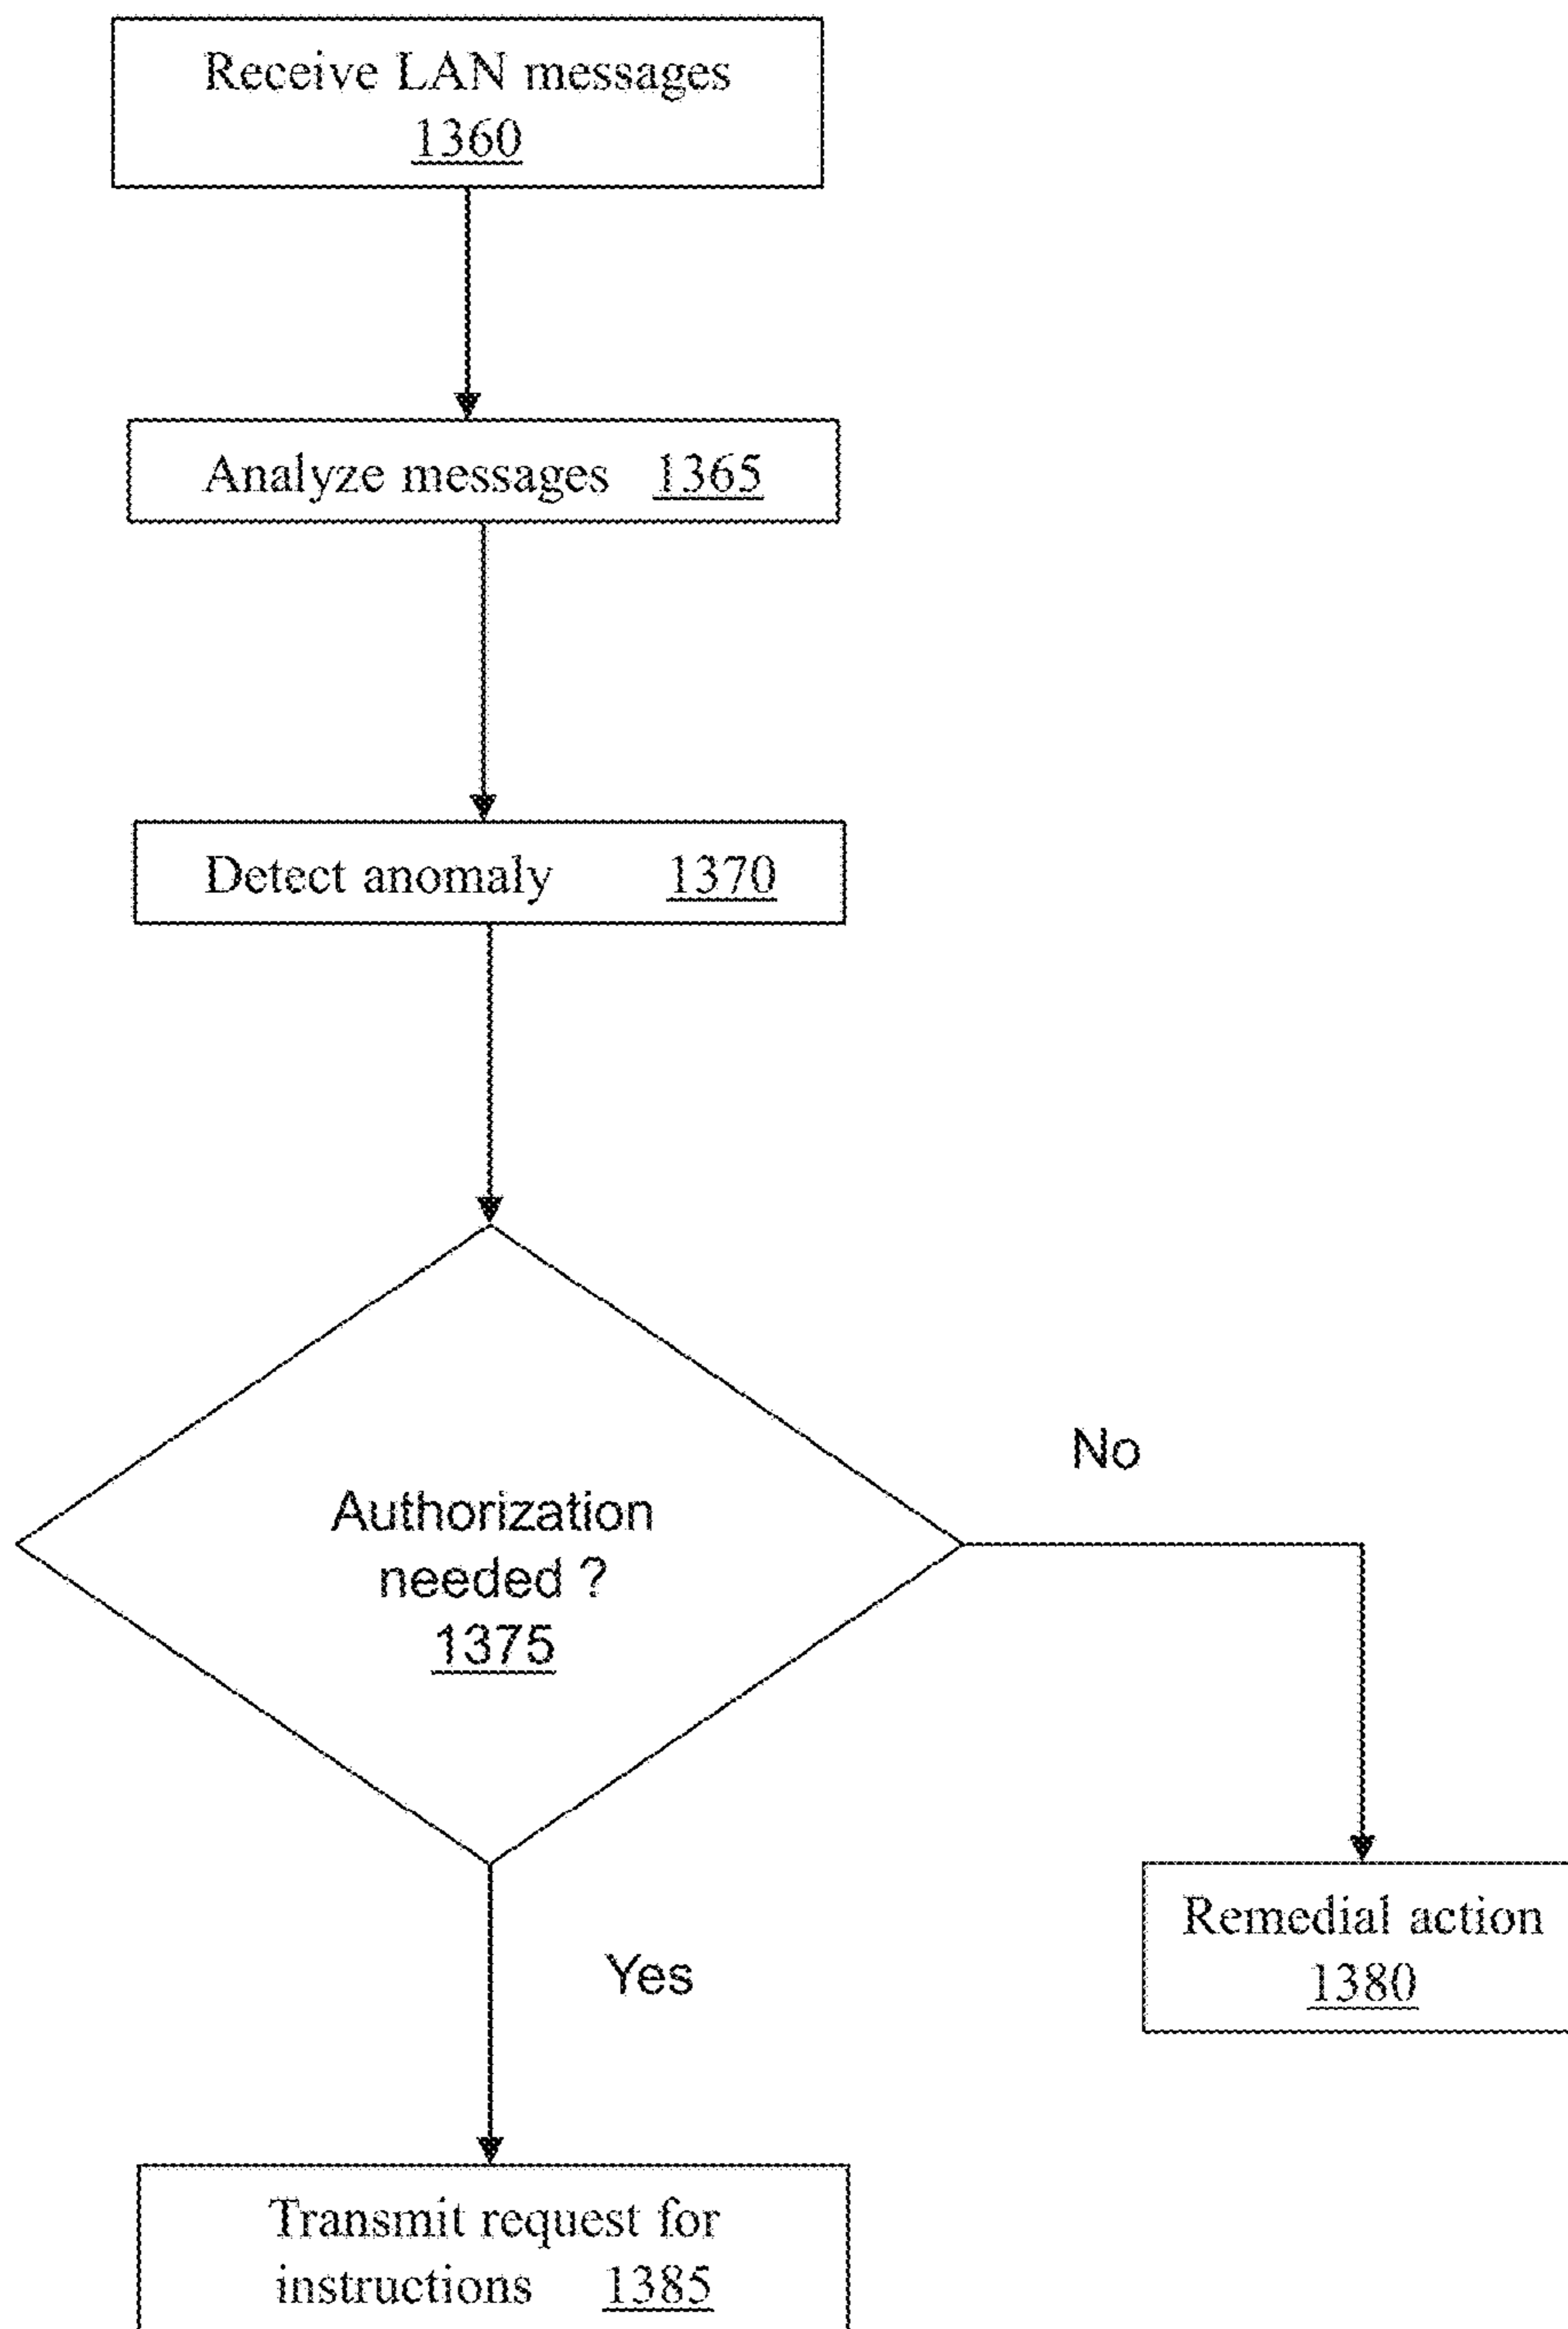 Receive LAN messages
1360
Analyze messages 1365
Detect anomaly 1370
Authorization
needed ?
1375
No
Yes
Remedial action
1380
Transmit request for
instructions 1385